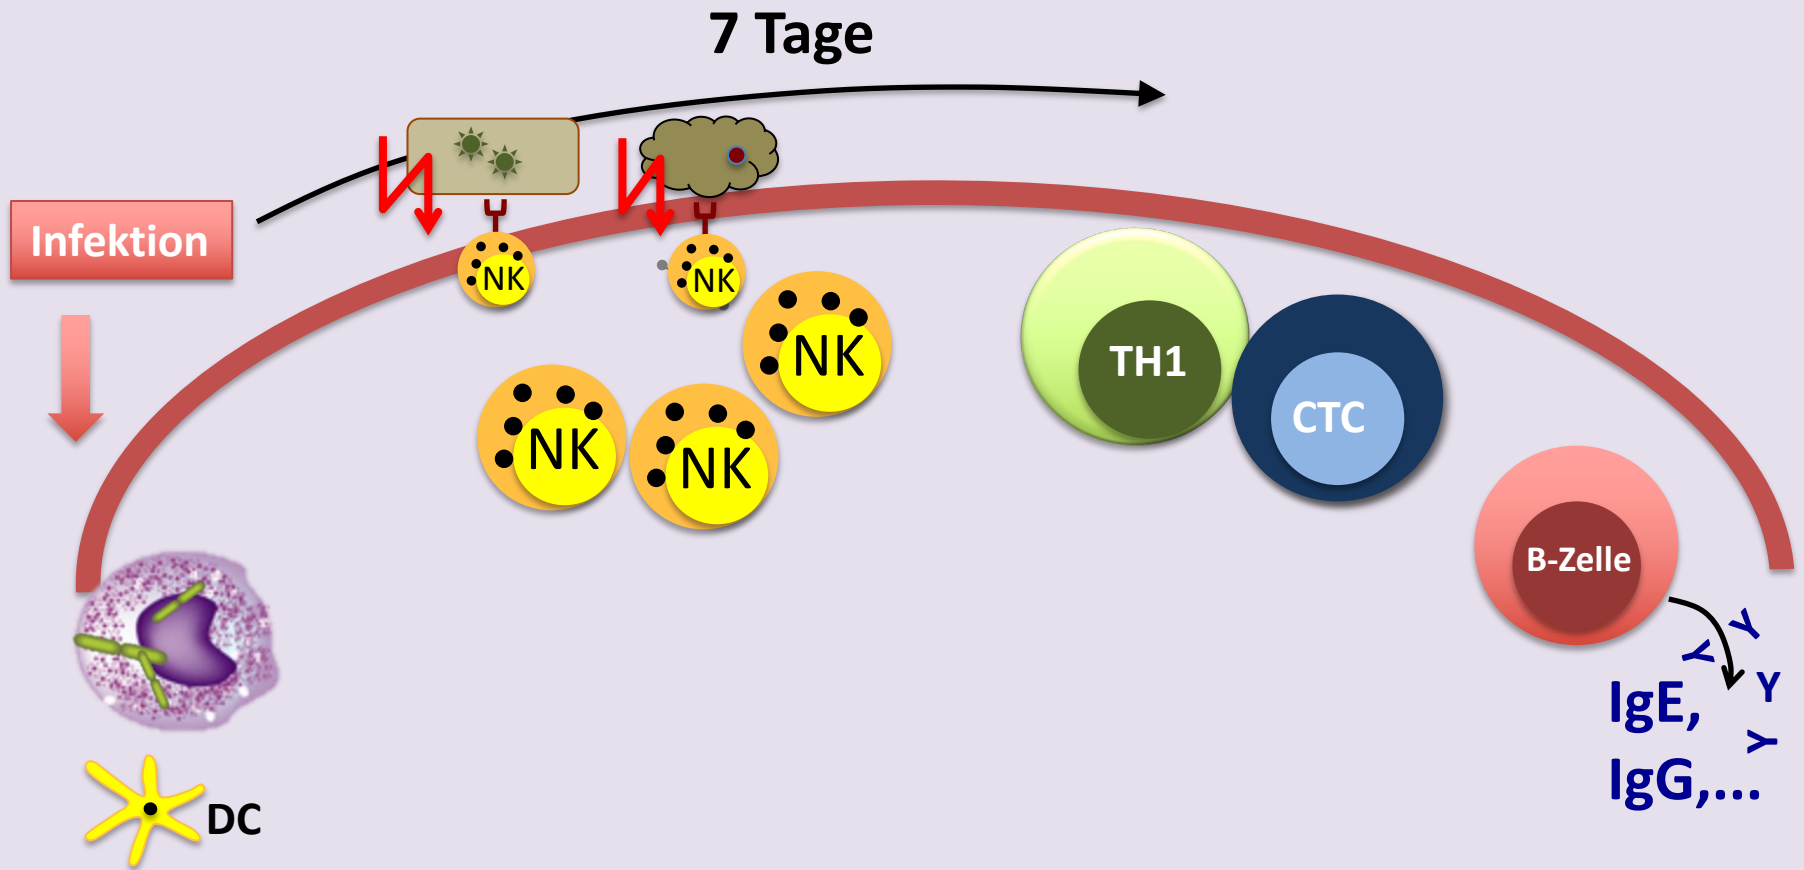 7 Tage
Infektion
NK
NK
NK
NK
NK
TH1
CTC
B-Zelle
Y
Y
Y
Y
IgE,
IgG,...
DC